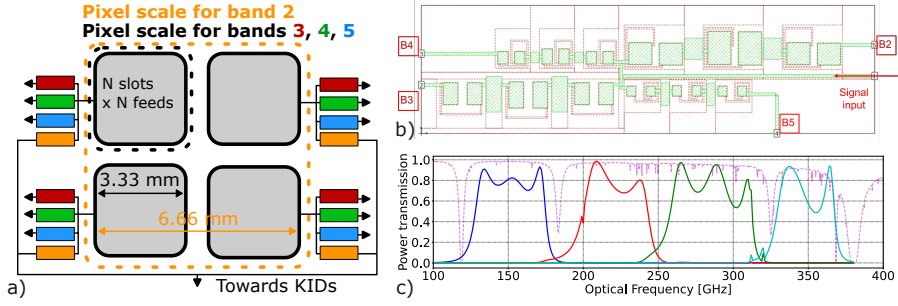 Pixel scale for band 2
Pixel scale for bands 3, 4, 5
N slots
x N feeds
3.33 mm
6.66 mm
Towards KIDs
a)
B4
B2
B3
Signal
input
B5
b)
Power transmission
1.0
0.8
0.6
0.4
0.2
0.0
100
150
200
250
300
350
400
Optical Frequency [GHz]
c)